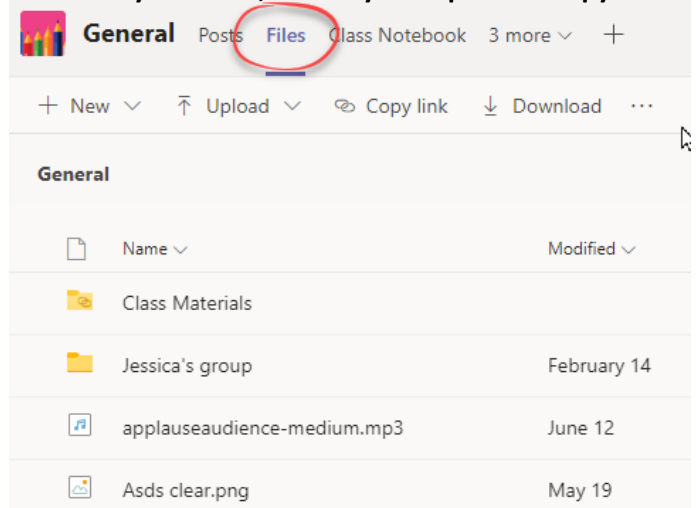 General Posts Files Class Notebook 3 more
New Upload Copy link Download ...
General
Name Modified
Class Materials
Jessica's group February 14
applauseaudience-medium.mp3 June 12
Asds clear.png May 19